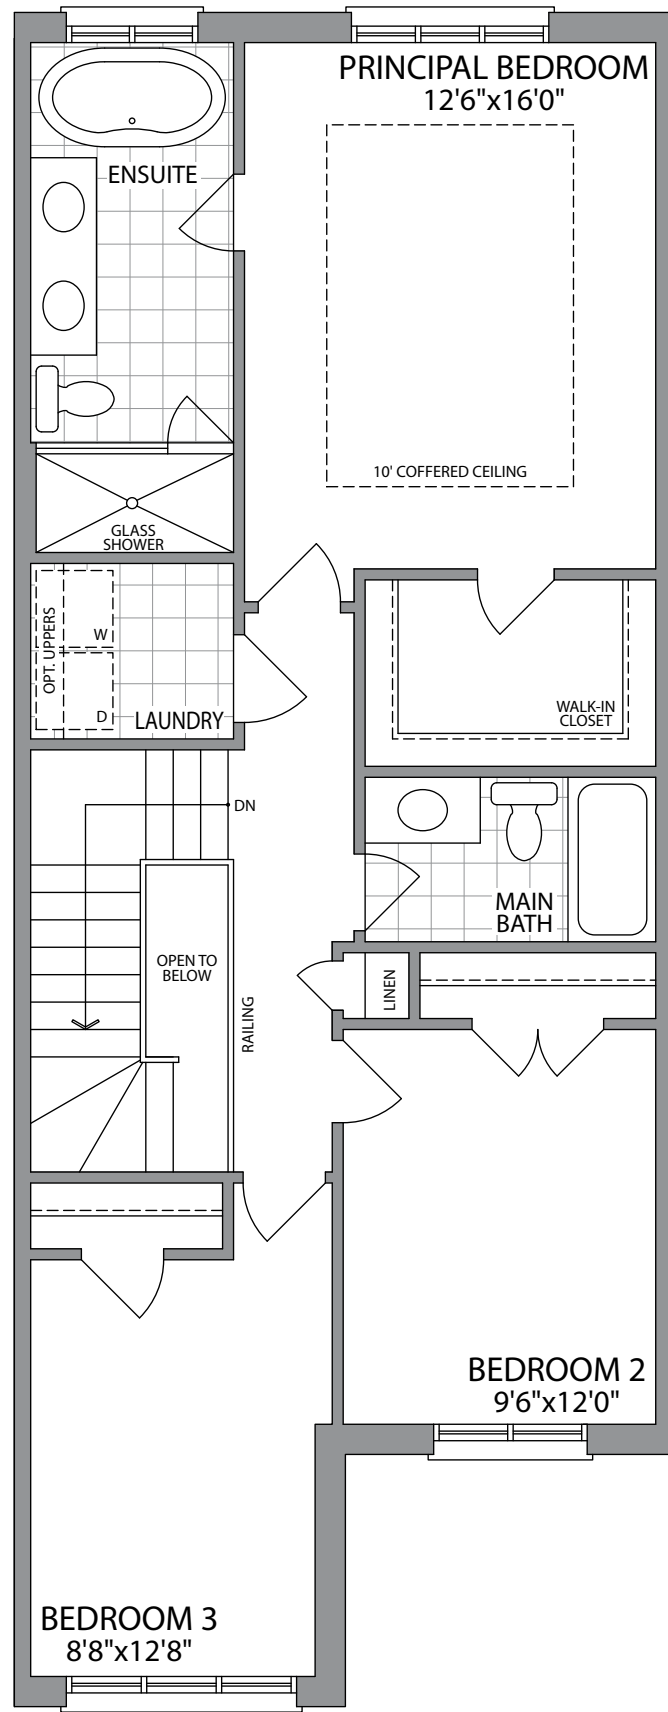 PRINCIPAL BEDROOM
12'6"x16'0"
ENSUITE
10' COFFERED CEILING
GLASS
SHOWER
OPT. UPPERS
W
D
LAUNDRY
WALK-IN
CLOSET
DN
MAIN
BATH
OPEN TO
BELOW
RAILING
LINEN
BEDROOM 2
9'6"x12'0"
BEDROOM 3
8'8"x12'8"